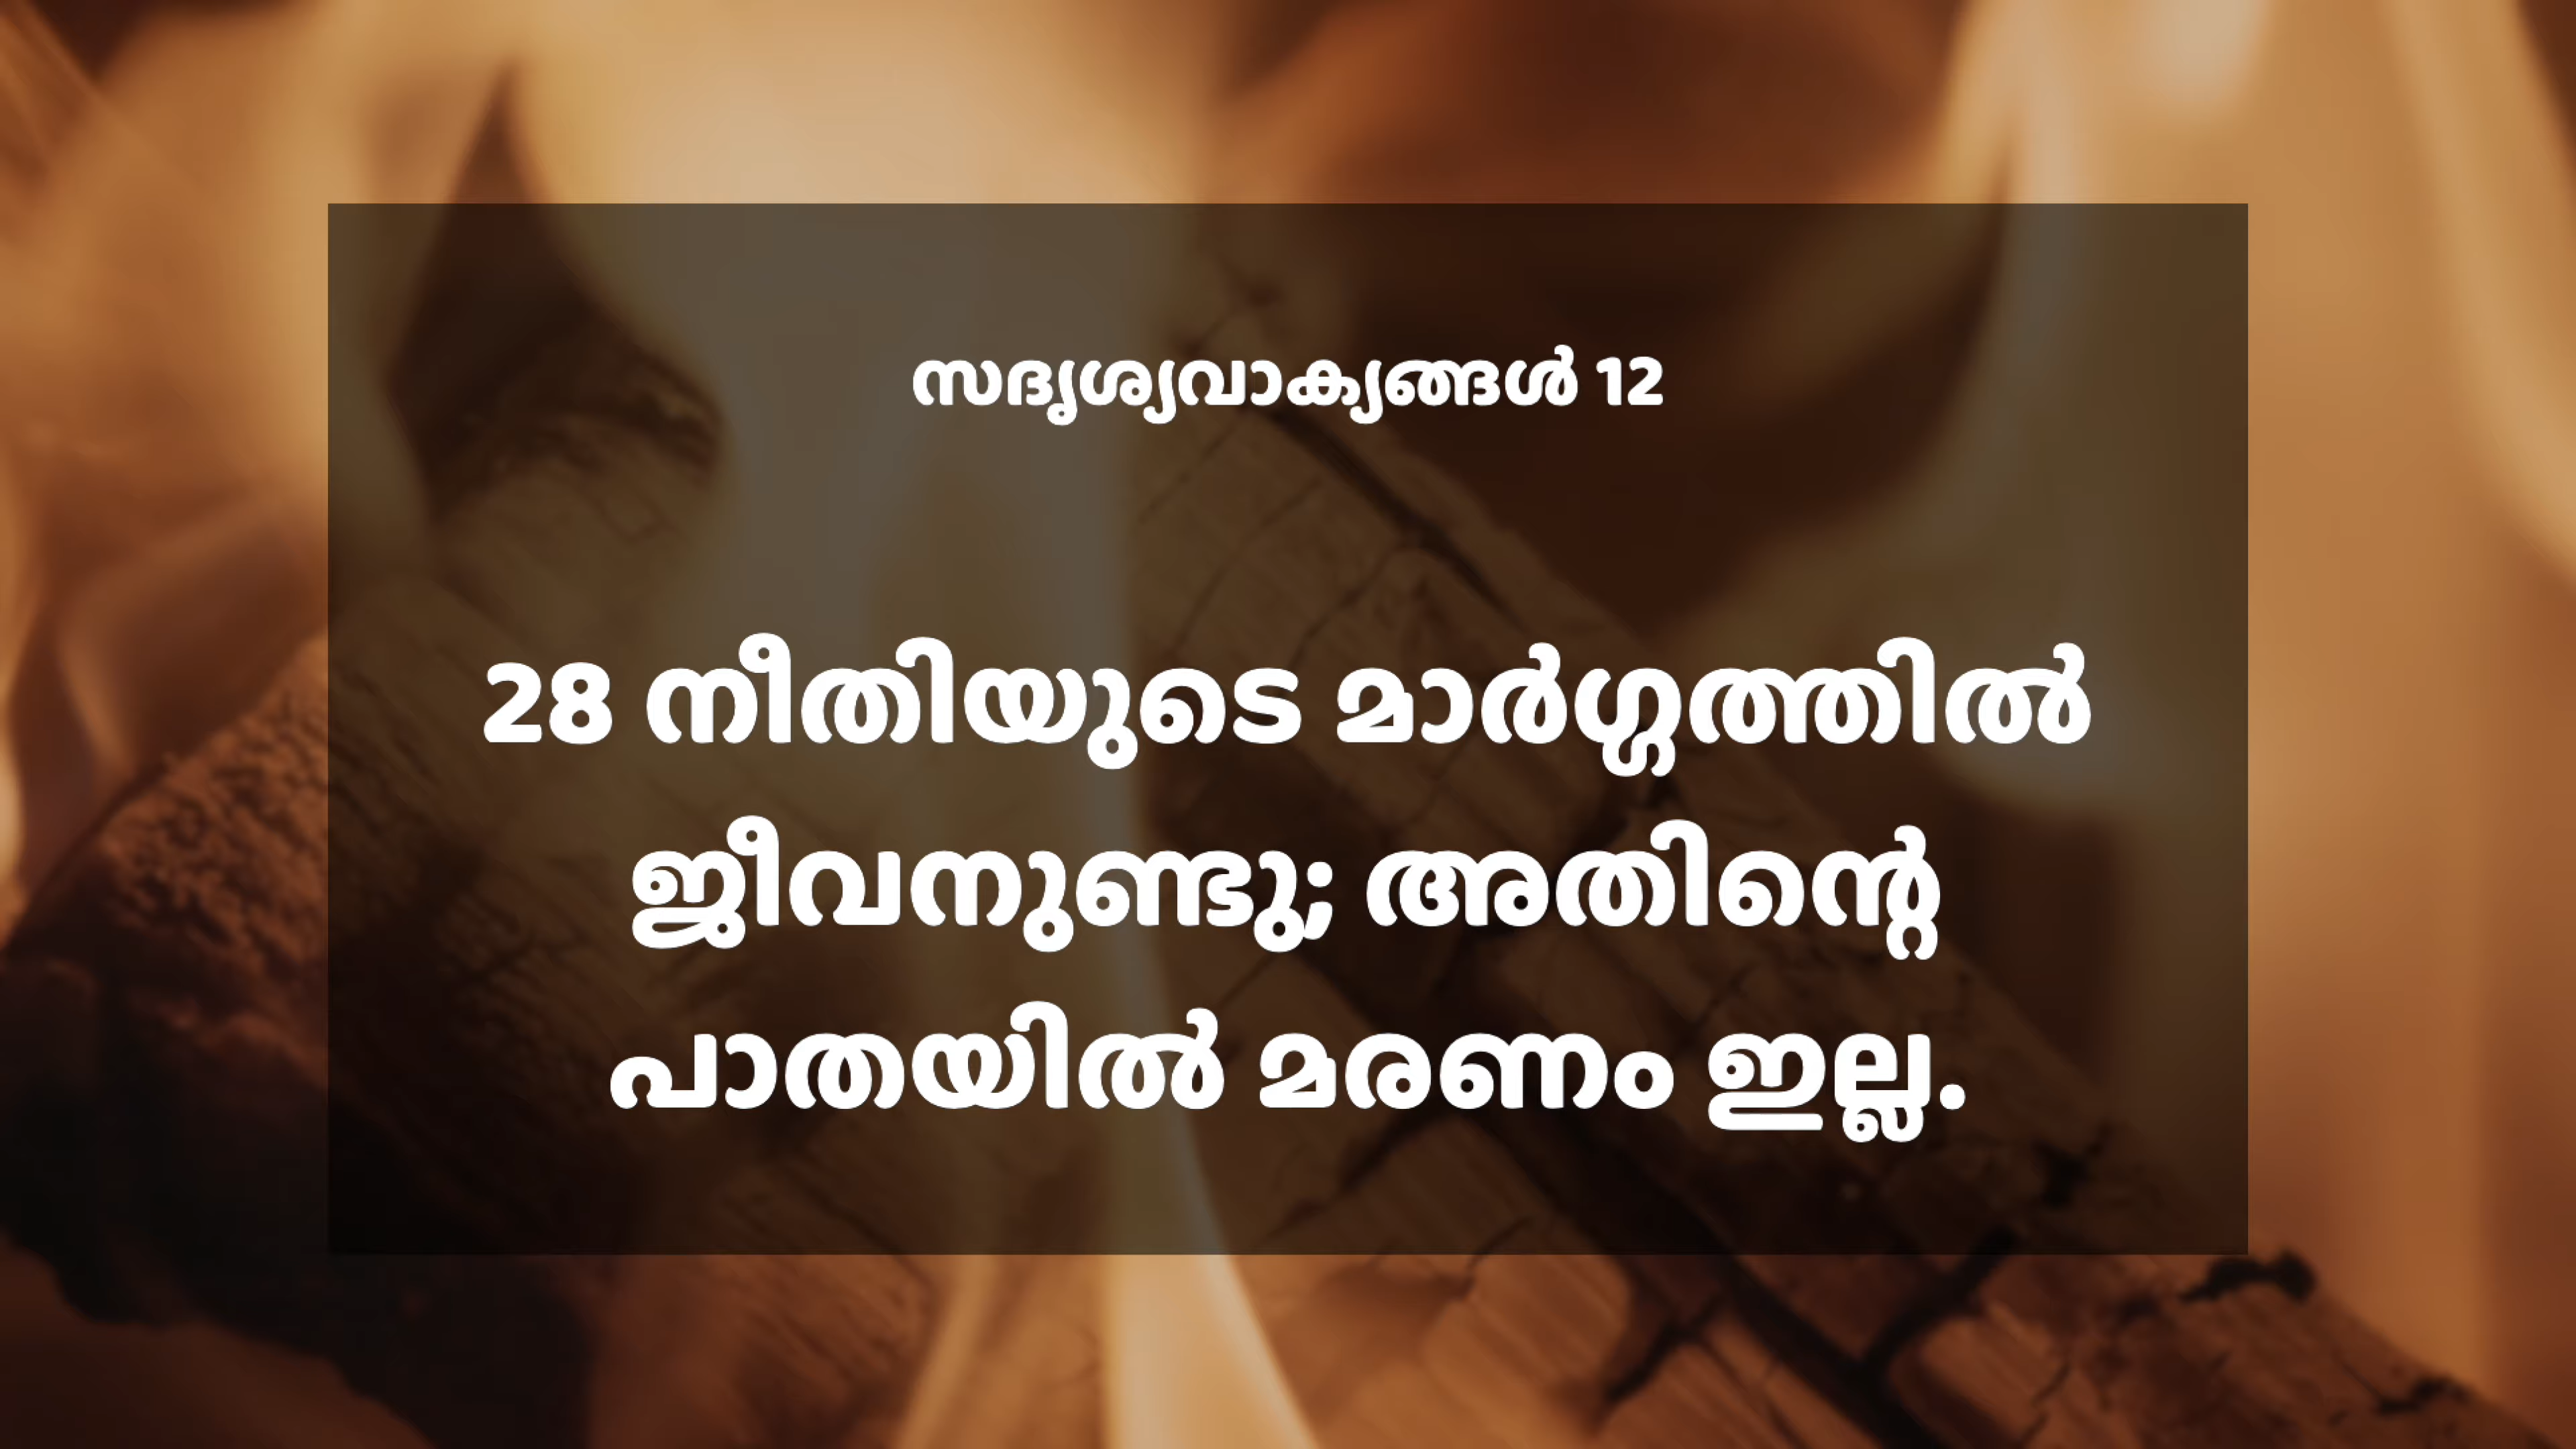 സദൃശ്യവാക്യങ്ങൾ 12
28 നീതിയുടെ മാർഗ്ഗത്തിൽ
ജീവനുണ്ടു; അതിന്റെ
പാതയിൽ മരണം ഇല്ല.